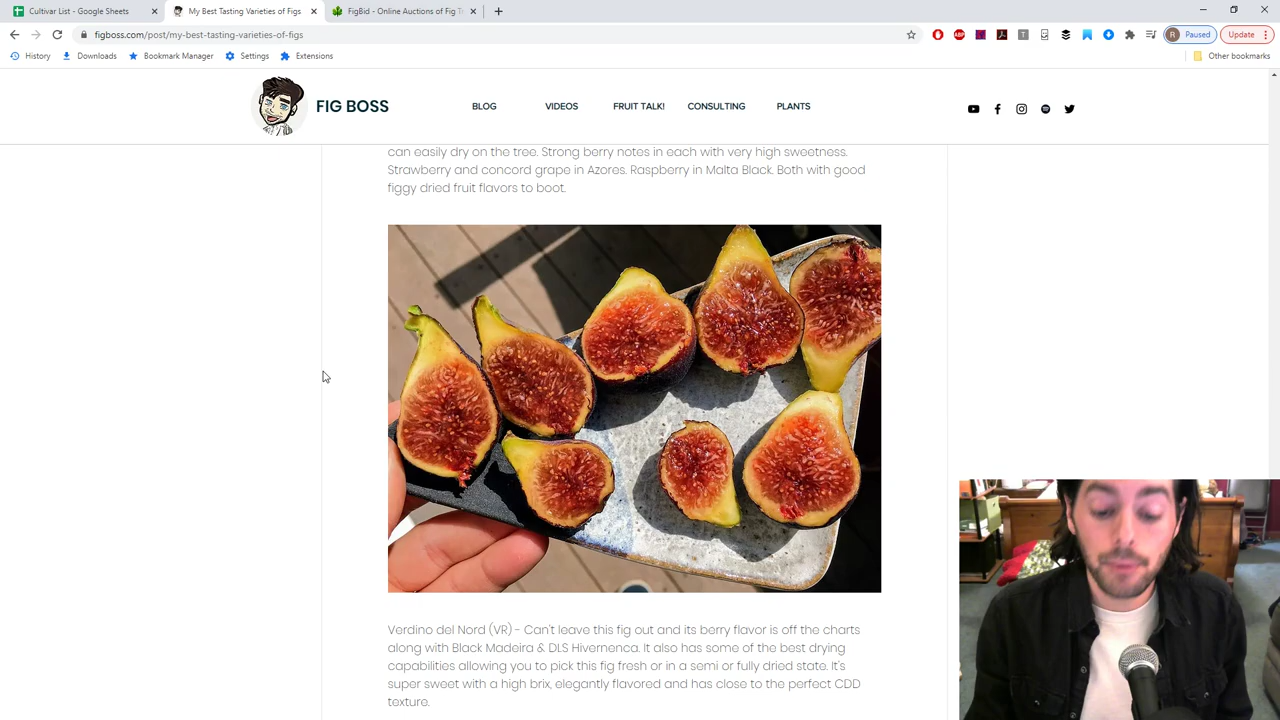 Cultivar List - Google Sheets
My Best Tasting Varieties of Figs
FigBid - Online Auctions of Fig Tr
figboss.com/post/my-best-tasting-varieties-of-figs
R Paused
Update
History
Downloads
Bookmark Manager
Settings
Extensions
Other bookmarks
FIG BOSS
BLOG
VIDEOS
FRUIT TALK!
CONSULTING
PLANTS
can easily dry on the tree. Strong berry notes in each with very high sweetness.
Strawberry and concord grape in Azores. Raspberry in Malta Black. Both with good
figgy dried fruit flavors to boot.
Verdino del Nord (VR) - Can't leave this fig out and its berry flavor is off the charts
along with Black Madeira & DLS Hivernenca. It also has some of the best drying
capabilities allowing you to pick this fig fresh or in a semi or fully dried state. It's
super sweet with a high brix, elegantly flavored and has close to the perfect CDD
texture.